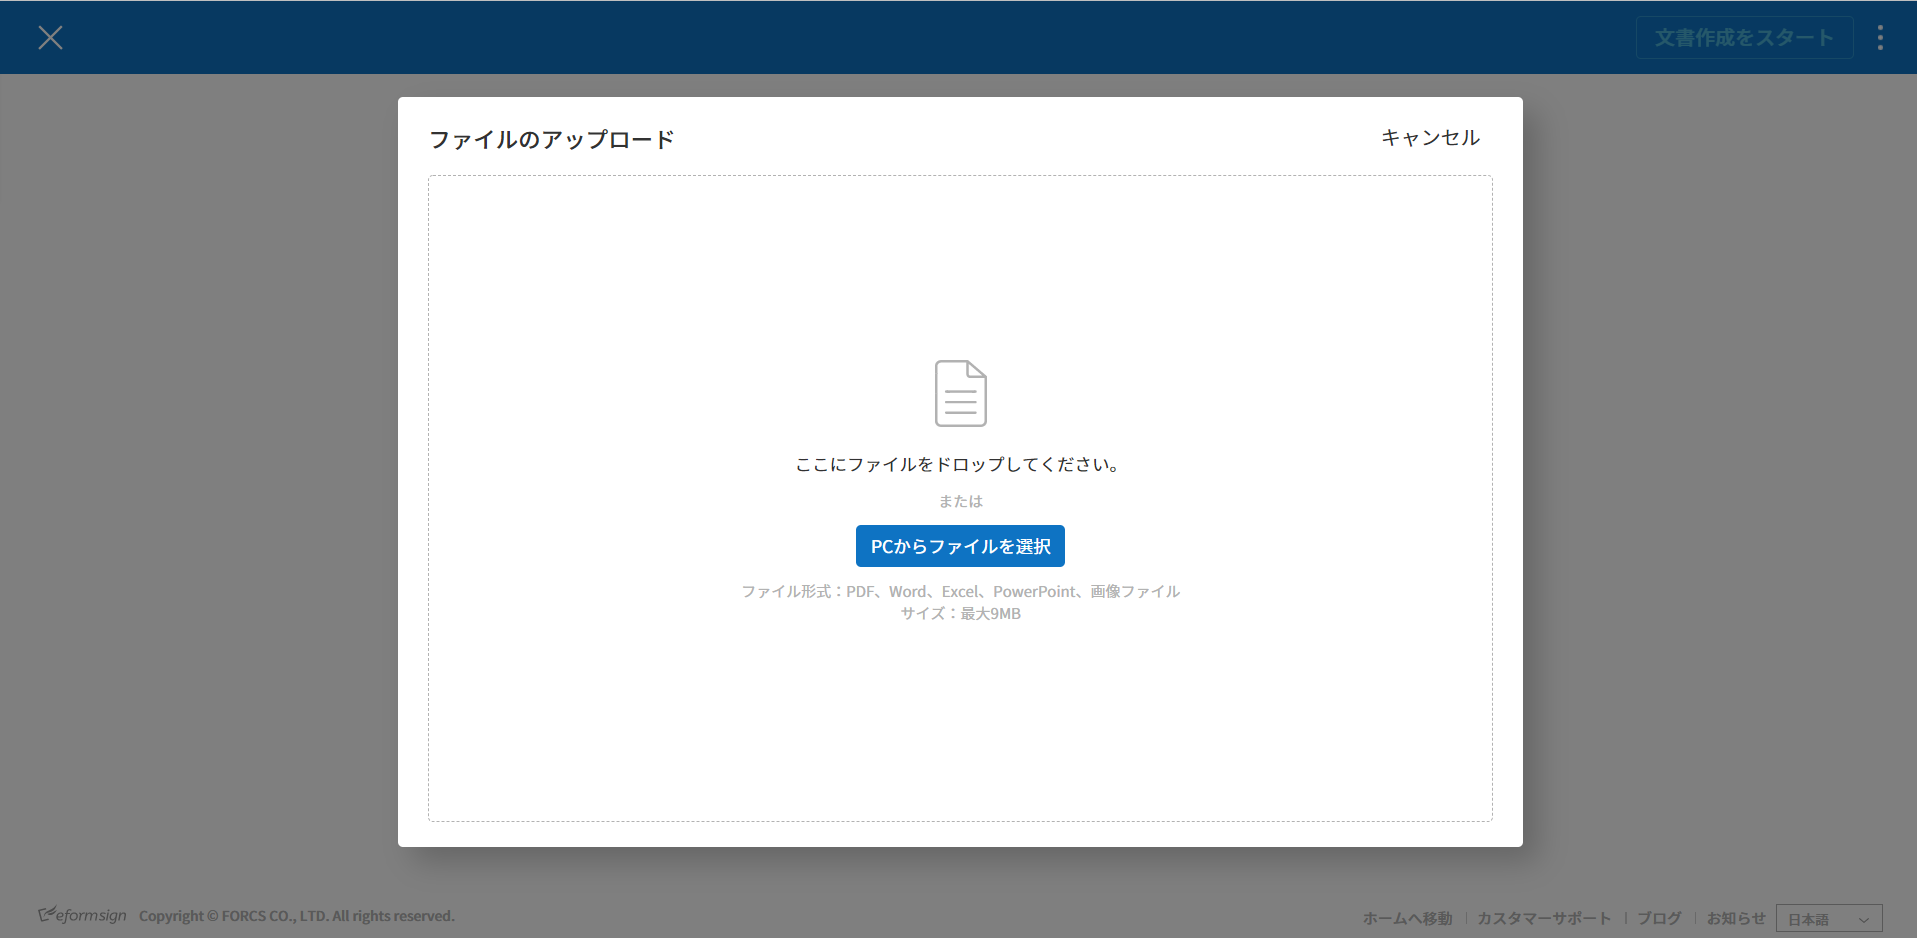 文書作成をスタート
ファイルのアップロード
キャンセル
ここにファイルをドロップしてください。
または
PCからファイルを選択
ファイル形式：PDF、Word、Excel、PowerPoint、画像ファイル
サイズ：最大9MB
eformsign Copyright © FORCS CO., LTD. All rights reserved.
ホームへ移動 | カスタマーサポート | ブログ | お知らせ 日本語